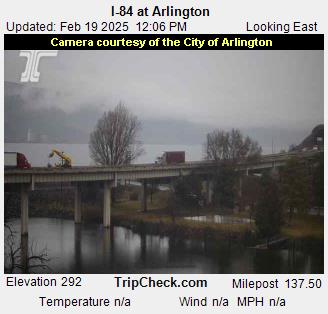 I-84 at Arlington
Updated: Feb 19 2025 12:06 PM Looking East
Camera courtesy of the City of Arlington
Elevation 292 TripCheck.com Milepost 137.50
Temperature n/a Wind n/a MPH n/a